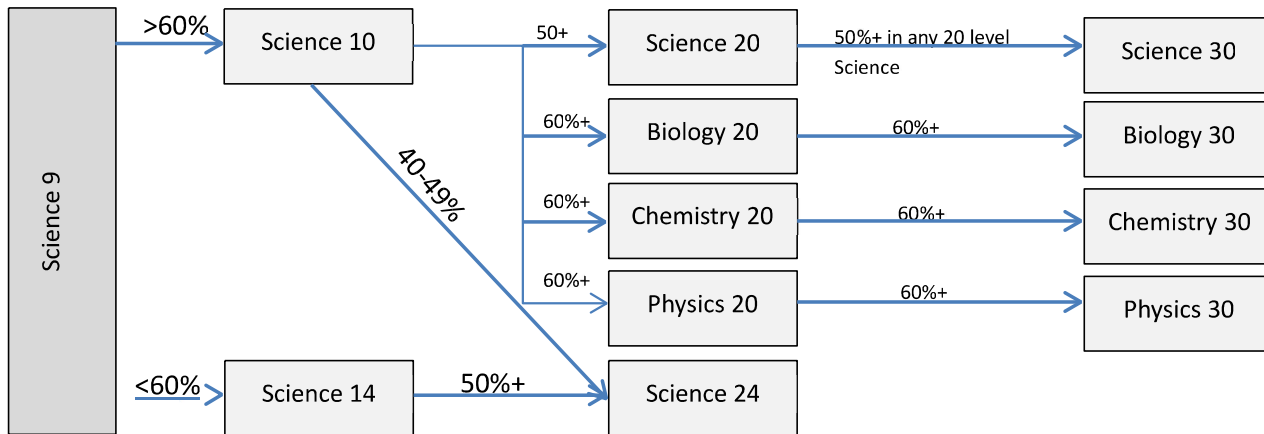 Science 9
>60%
Science 10
50+
Science 20
50%+ in any 20 level
Science
Science 30
60%+
Biology 20
60%+
Biology 30
40-49%
60%+
Chemistry 20
60%+
Chemistry 30
60%+
Physics 20
60%+
Physics 30
<60%
Science 14
50%+
Science 24